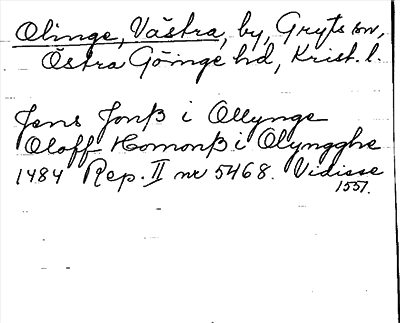 Olinge, Västra, by, Gryts sn,
Östra Göinge hd, Krist. l.
Jens Jonß i Ollynge
Oloff Homonß i Olyngghe
1484 Rep. II nr 5468. Vidisse
1551.